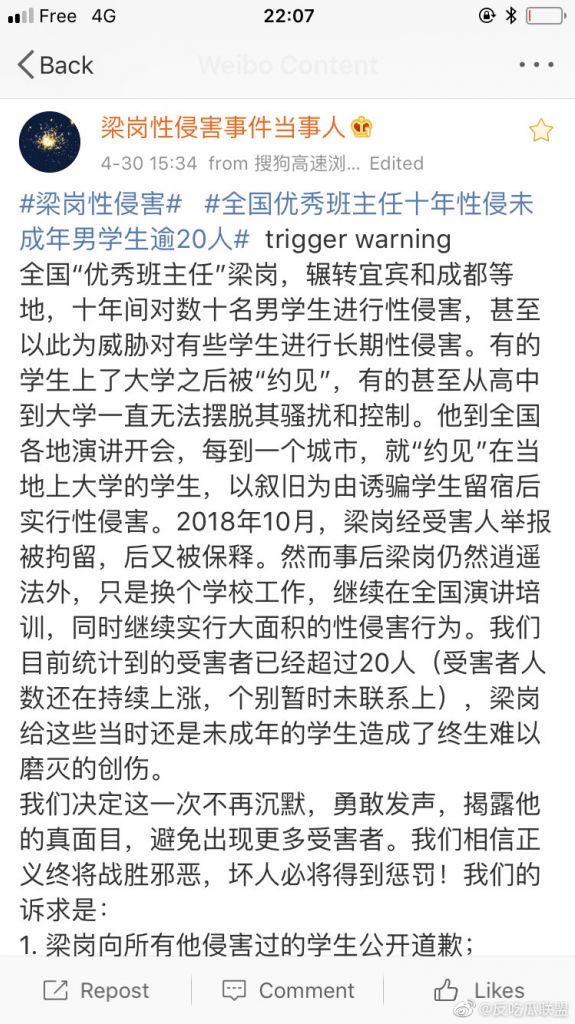 Free 4G 22:07
Back Weibo Content
梁岗性侵害事件当事人
4-30 15:34 from 搜狗高速浏... Edited
#梁岗性侵害# #全国优秀班主任十年性侵未
成年男学生逾20人# trigger warning
全国“优秀班主任”梁岗，辗转宜宾和成都等
地，十年间对数十名男学生进行性侵害，甚至
以此为威胁对有些学生进行长期性侵害。有的
学生上了大学之后被“约见”，有的甚至从高中
到大学一直无法摆脱其骚扰和控制。他到全国
各地演讲开会，每到一个城市，就“约见”在当
地上大学的学生，以叙旧为由诱骗学生留宿后
实行性侵害。2018年10月，梁岗经受害人举报
被拘留，后又被保释。然而事后梁岗仍然逍遥
法外，只是换个学校工作，继续在全国演讲培
训，同时继续实行大面积的性侵害行为。我们
目前统计到的受害者已经超过20人（受害者人
数还在持续上涨，个别暂时未联系上），梁岗
给这些当时还是未成年的学生造成了终生难以
磨灭的创伤。
我们决定这一次不再沉默，勇敢发声，揭露他
的真面目，避免出现更多受害者。我们相信正
义终将战胜邪恶，坏人必将得到惩罚！我们的
诉求是：
1. 梁岗向所有他侵害过的学生公开道歉；
Repost Comment Likes
@反吃瓜联盟